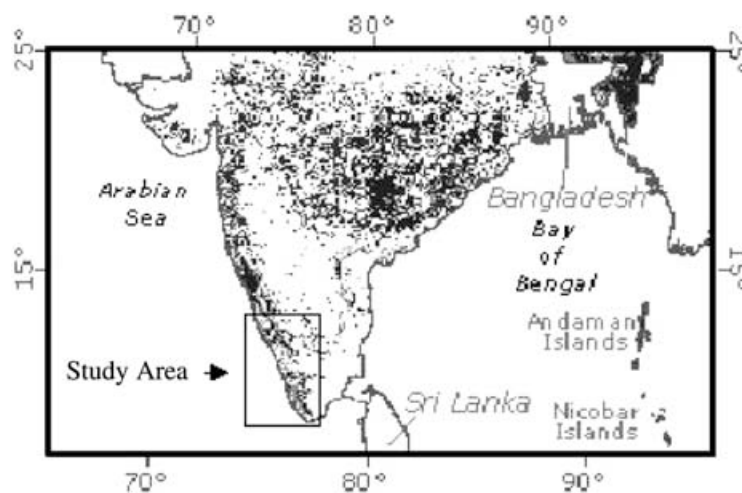 70° 80° 90°
25° 25°
Arabian
Sea
Bangladesh
Bay
of
Bengal
15° 15°
Andaman
Islands
Study Area
Sri Lanka
Nicobar
Islands
70° 80° 90°